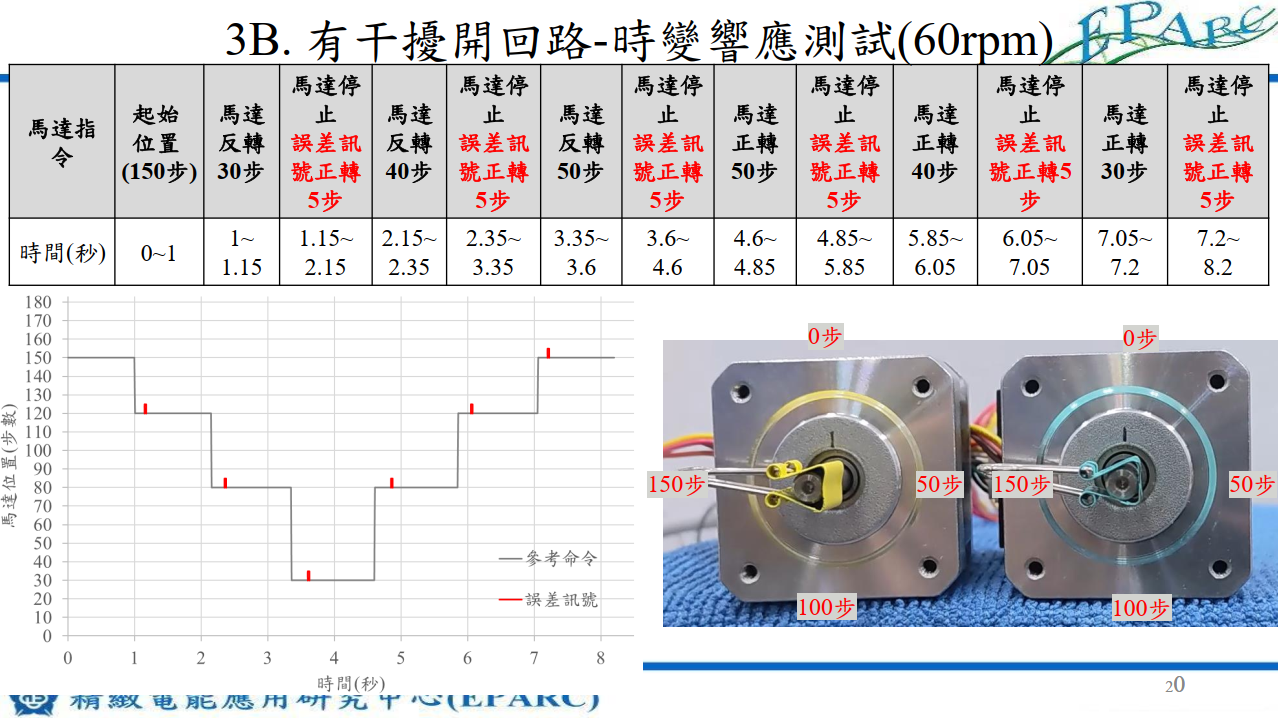 3B. 有干擾開回路-時變響應測試(60rpm)
EPARC
馬達指
令
起始
位置
(150步)
馬達
反轉
30步
馬達停
止
誤差訊
號正轉
5步
馬達
反轉
40步
馬達停
止
誤差訊
號正轉
5步
馬達
反轉
50步
馬達停
止
誤差訊
號正轉
5步
馬達
正轉
50步
馬達停
止
誤差訊
號正轉
5步
馬達
正轉
40步
馬達停
止
誤差訊
號正轉5
步
馬達
正轉
30步
馬達停
止
誤差訊
號正轉
5步
時間(秒)
0~1
1~
1.15
1.15~
2.15
2.15~
2.35
2.35~
3.35
3.35~
3.6
3.6~
4.6
4.6~
4.85
4.85~
5.85
5.85~
6.05
6.05~
7.05
7.05~
7.2
7.2~
8.2
馬達位置(步數)
180
170
160
150
140
130
120
110
100
90
80
70
60
50
40
30
20
10
0
參考命令
誤差訊號
0 1 2 3 4 5 6 7 8
時間(秒)
0步
0步
150步
50步
150步
50步
100步
100步
精緻電能應用研究中心(EPARC)
20